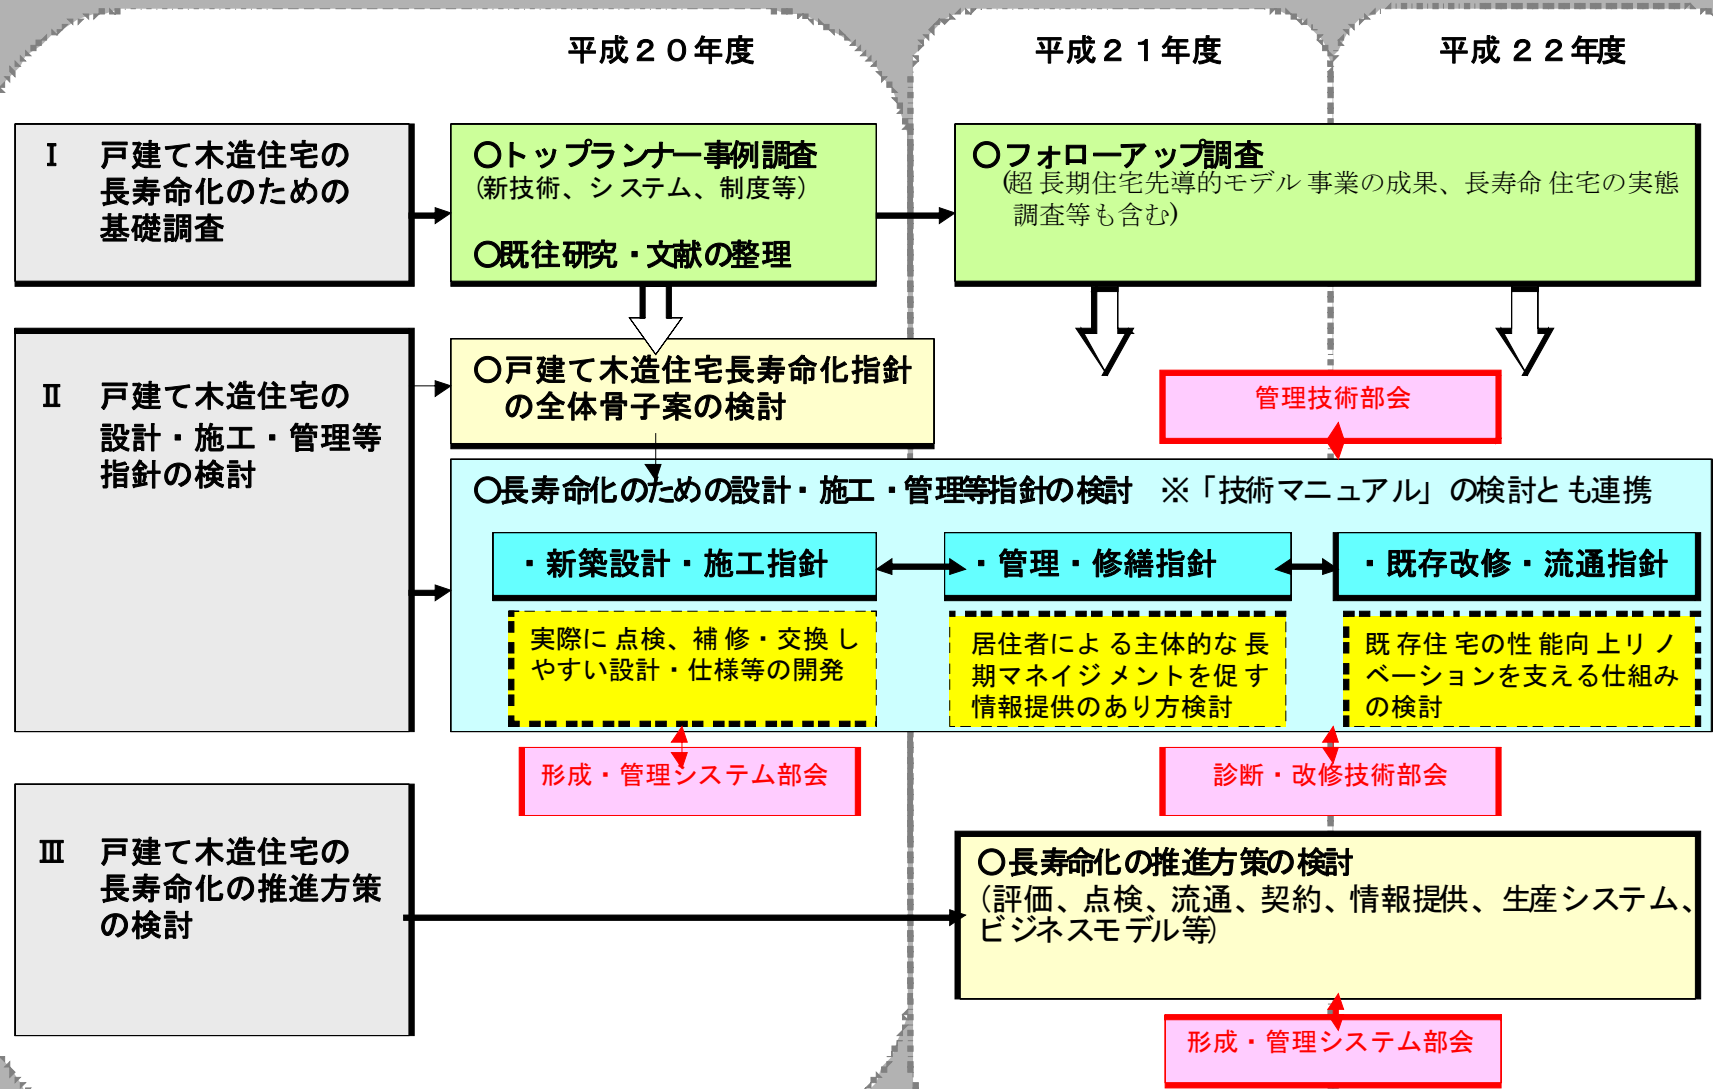 平成２０年度
平成２１年度
平成２２年度
Ⅰ 戸建て木造住宅の
長寿命化のための
基礎調査
○トップランナー事例調査
(新技術、システム、制度等)
○既往研究・文献の整理
○フォローアップ調査
(超長期住宅先導的モデル事業の成果、長寿命住宅の実態
調査等も含む)
Ⅱ 戸建て木造住宅の
設計・施工・管理等
指針の検討
○戸建て木造住宅長寿命化指針
の全体骨子案の検討
管理技術部会
○長寿命化のための設計・施工・管理等指針の検討 ※「技術マニュアル」の検討とも連携
・新築設計・施工指針
・管理・修繕指針
・既存改修・流通指針
実際に点検、補修・交換し
やすい設計・仕様等の開発
居住者による主体的な長
期マネイジメントを促す
情報提供のあり方検討
既存住宅の性能向上リノ
ベーションを支える仕組み
の検討
形成・管理システム部会
診断・改修技術部会
Ⅲ 戸建て木造住宅の
長寿命化の推進方策
の検討
○長寿命化の推進方策の検討
(評価、点検、流通、契約、情報提供、生産システム、
ビジネスモデル等)
形成・管理システム部会